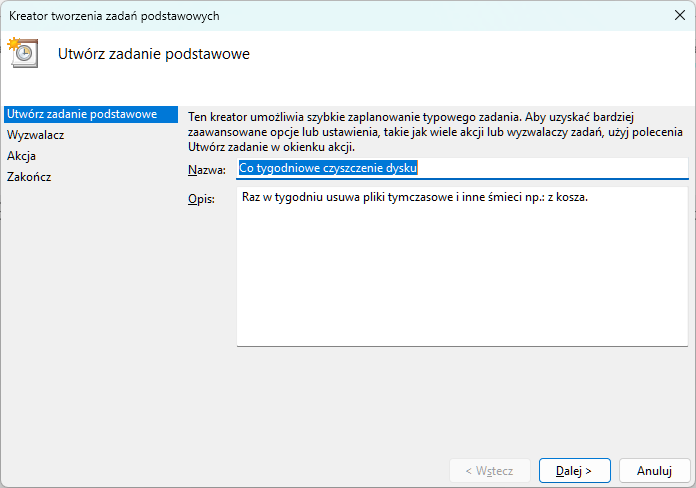 Kreator tworzenia zadań podstawowych
Utwórz zadanie podstawowe
Utwórz zadanie podstawowe
Wyzwalacz
Akcja
Zakończ
Ten kreator umożliwia szybkie zaplanowanie typowego zadania. Aby uzyskać bardziej
zaawansowane opcje lub ustawienia, takie jak wiele akcji lub wyzwalaczy zadań, użyj polecenia
Utwórz zadanie w okienku akcji.
Nazwa: Co tygodniowe czyszczenie dysku
Opis: Raz w tygodniu usuwa pliki tymczasowe i inne śmieci np.: z kosza.
< Wstecz Dalej > Anuluj